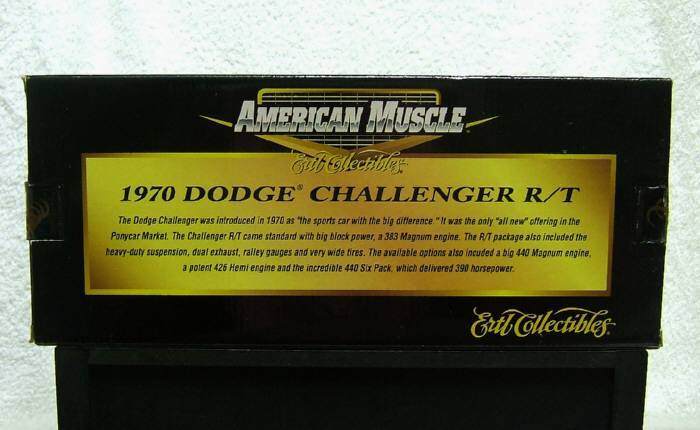 AMERICAN MUSCLE
Ertl Collectibles
1970 DODGE® CHALLENGER R/T
The Dodge Challenger was introduced in 1970 as "the sports car with the big difference." It was the only "all new" offering in the
Ponycar Market. The Challenger R/T came standard with big block power, a 383 Magnum engine. The R/T package also included the
heavy-duty suspension, dual exhaust, ralley gauges and very wide tires. The available options also incuded a big 440 Magnum engine,
a potent 426 Hemi engine and the incredible 440 Six Pack, which delivered 390 horsepower.
Ertl Collectibles